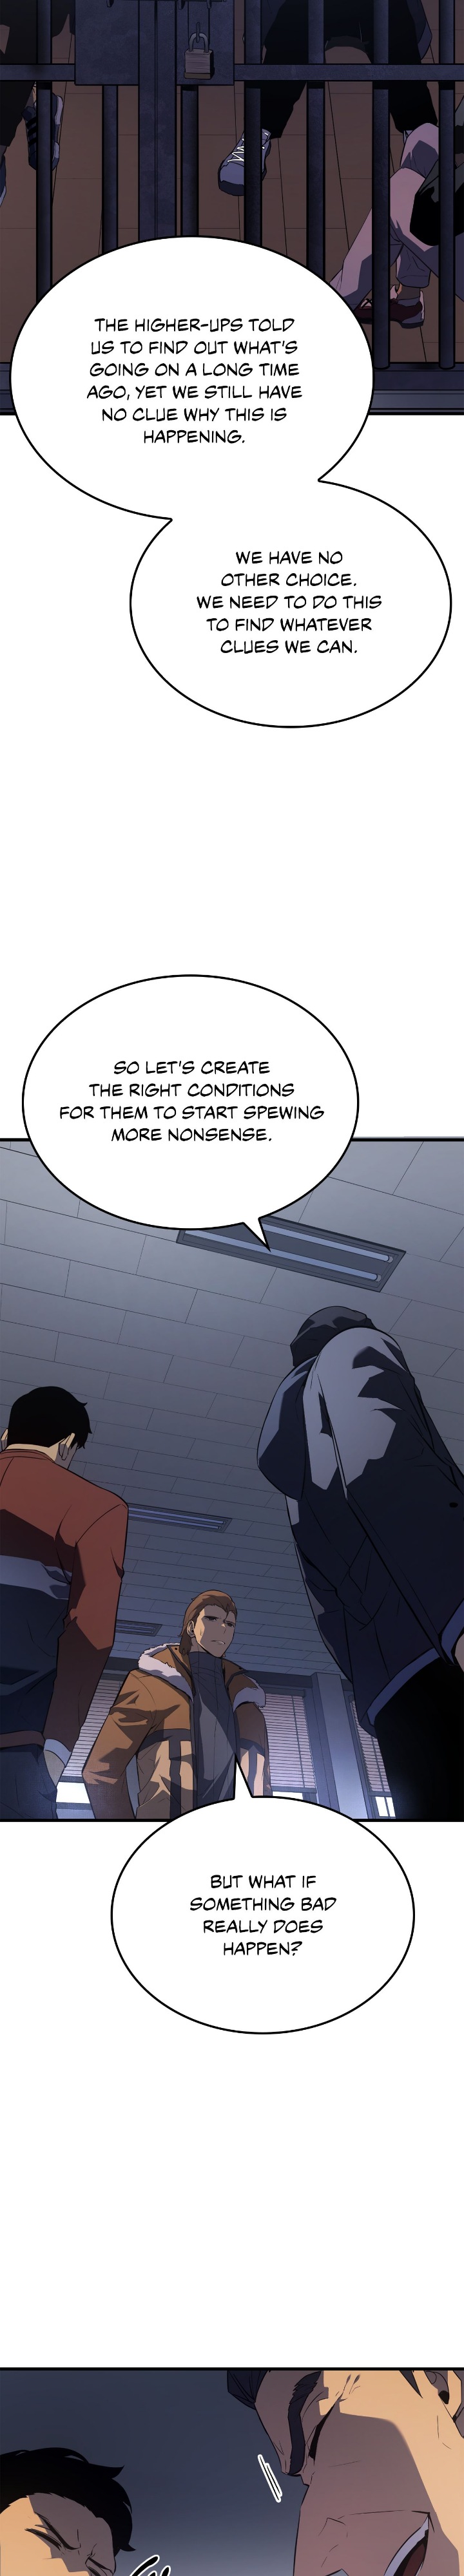 THE HIGHER-UPS TOLD
US TO FIND OUT WHAT'S
GOING ON A LONG TIME
AGO, YET WE STILL HAVE
NO CLUE WHY THIS IS
HAPPENING.
WE HAVE NO
OTHER CHOICE.
WE NEED TO DO THIS
TO FIND WHATEVER
CLUES WE CAN.
SO LET'S CREATE
THE RIGHT CONDITIONS
FOR THEM TO START SPEWING
MORE NONSENSE.
BUT WHAT IF
SOMETHING BAD
REALLY DOES
HAPPEN?